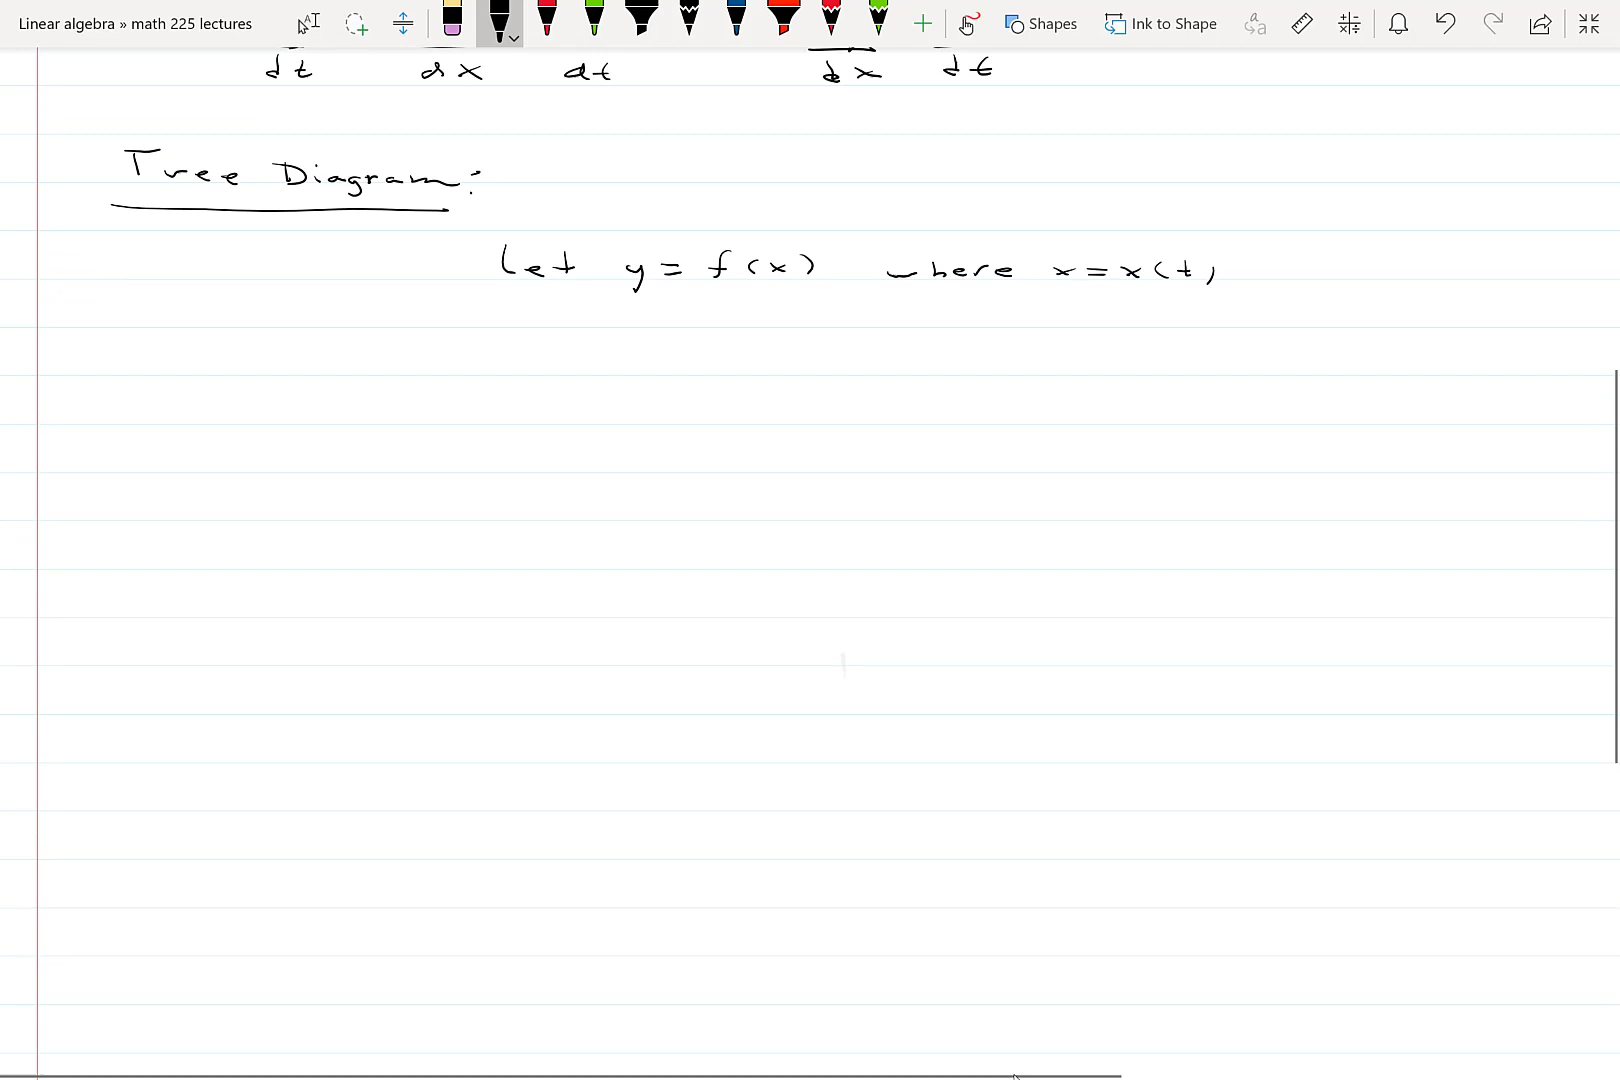 Linear algebra » math 225 lectures
Shapes
Ink to Shape
dt dx dt dx dt
Tree Diagram:
let y = f(x) where x = x(t)